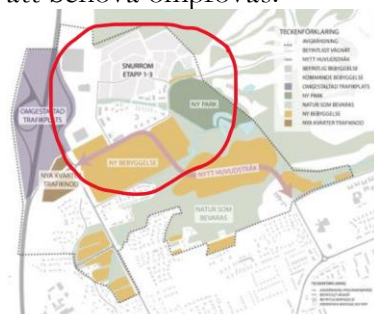 att behöva omprövas.
SNURROM
ETAPP 1-3
OMGESTALTAD
TRAFIKPLATS
NY PARK
NY BEBYGGELSE
NYTT HUVUDSTRÅK
NYA KVARTER
TRAFIKNOD
NATUR SOM
BEVARAS
TECKENFÖRKLARING
AVGRÄNSNING
BEFINTLIGT VÄGNÄT
NYTT HUVUDSTRÅK
BEFINTLIG BEBYGGELSE
KOMMANDE BEBYGGELSE
OMGESTALTAD TRAFIKPLATS
NY PARK
NATUR SOM BEVARAS
NY BEBYGGELSE
NYA KVARTER TRAFIKNOD
TECKENFÖRKLARING